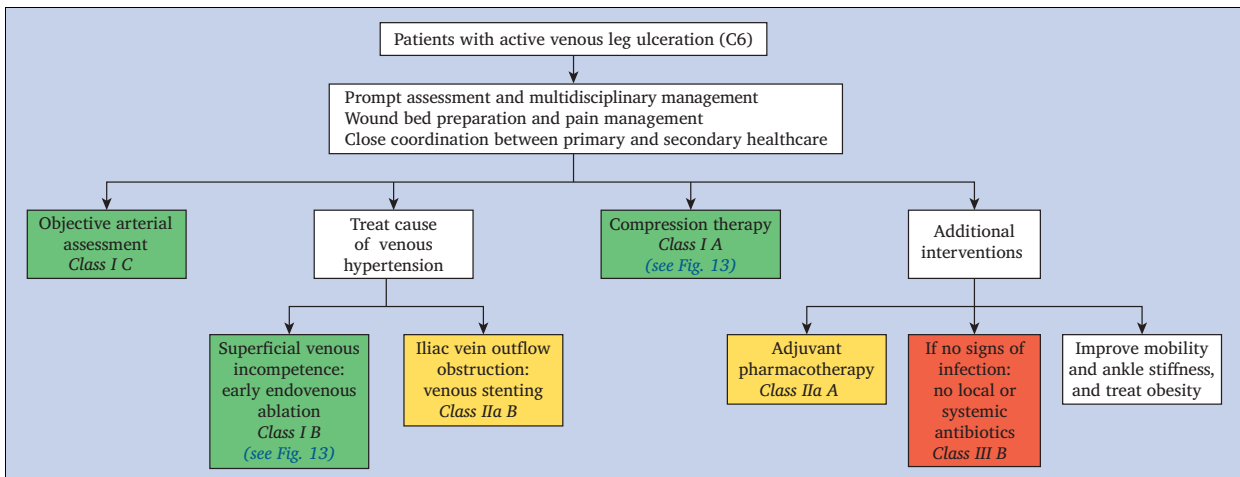 Patients with active venous leg ulceration (C6)
Prompt assessment and multidisciplinary management
Wound bed preparation and pain management
Close coordination between primary and secondary healthcare
Objective arterial
assessment
Class I C
Treat cause
of venous
hypertension
Compression therapy
Class I A
(see Fig. 13)
Additional
interventions
Superficial venous
incompetence:
early endovenous
ablation
Class I B
(see Fig. 13)
Iliac vein outflow
obstruction:
venous stenting
Class IIa B
Adjuvant
pharmacotherapy
Class IIa A
If no signs of
infection:
no local or
systemic
antibiotics
Class III B
Improve mobility
and ankle stiffness,
and treat obesity